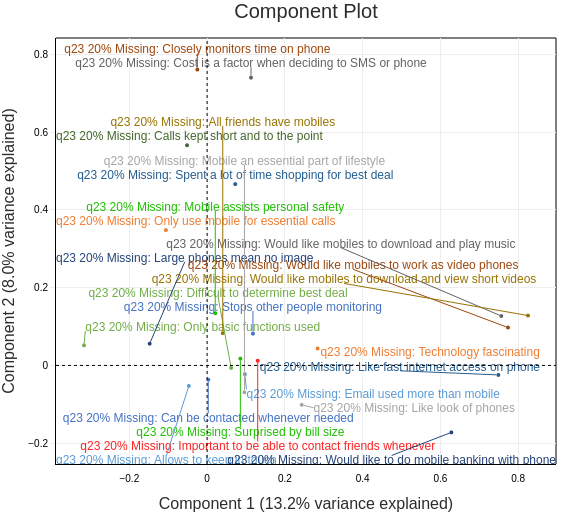 Component Plot
q23 20% Missing: Closely monitors time on phone
q23 20% Missing: Cost is a factor when deciding to SMS or phone
q23 20% Missing: All friends have mobiles
q23 20% Missing: Calls kept short and to the point
q23 20% Missing: Mobile an essential part of lifestyle
q23 20% Missing: Spent a lot of time shopping for best deal
q23 20% Missing: Mobile assists personal safety
q23 20% Missing: Only use mobile for essential calls
q23 20% Missing: Would like mobiles to download and play music
q23 20% Missing: Large phones mean no image
q23 20% Missing: Would like mobiles to work as video phones
q23 20% Missing: Would like mobiles to download and view short videos
q23 20% Missing: Difficult to determine best deal
q23 20% Missing: Stops other people monitoring
q23 20% Missing: Only basic functions used
q23 20% Missing: Technology fascinating
q23 20% Missing: Like fast internet access on phone
q23 20% Missing: Email used more than mobile
q23 20% Missing: Like look of phones
q23 20% Missing: Can be contacted whenever needed
q23 20% Missing: Surprised by bill size
q23 20% Missing: Important to be able to contact friends whenever
q23 20% Missing: Allows to keep
q23 20% Missing: Would like to do mobile banking with phone
0.8
0.6
0.4
0.2
0
−0.2
−0.2
0
0.2
0.4
0.6
0.8
Component 1 (13.2% variance explained)
Component 2 (8.0% variance explained)